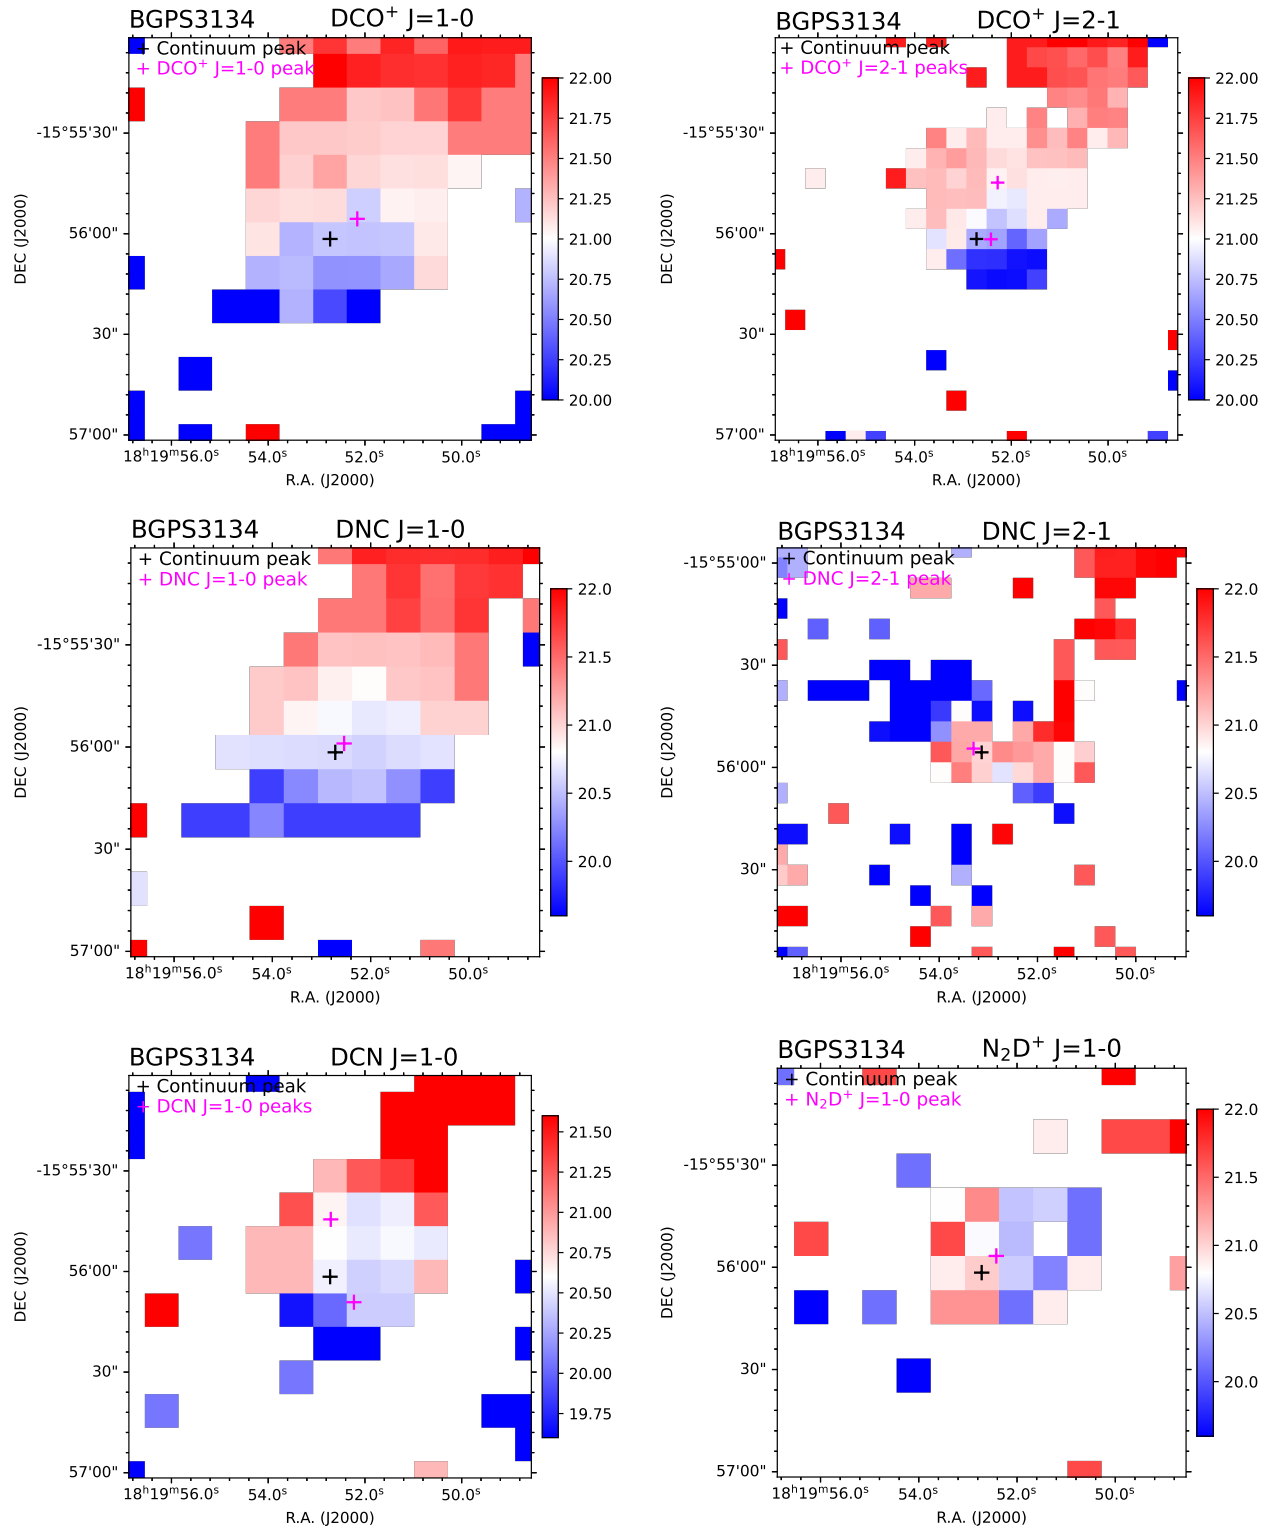 BGPS3134 DCO⁺ J=1-0
+ Continuum peak
+ DCO⁺ J=1-0 peak
-15°55'30"
56'00"
30"
57'00"
DEC (J2000)
18ʰ19ᵐ56.0ˢ 54.0ˢ 52.0ˢ 50.0ˢ
R.A. (J2000)
22.00
21.75
21.50
21.25
21.00
20.75
20.50
20.25
20.00
BGPS3134 DCO⁺ J=2-1
+ Continuum peak
+ DCO⁺ J=2-1 peaks
-15°55'30"
56'00"
30"
57'00"
DEC (J2000)
18ʰ19ᵐ56.0ˢ 54.0ˢ 52.0ˢ 50.0ˢ
R.A. (J2000)
22.00
21.75
21.50
21.25
21.00
20.75
20.50
20.25
20.00
BGPS3134 DNC J=1-0
+ Continuum peak
+ DNC J=1-0 peak
-15°55'30"
56'00"
30"
57'00"
DEC (J2000)
18ʰ19ᵐ56.0ˢ 54.0ˢ 52.0ˢ 50.0ˢ
R.A. (J2000)
22.0
21.5
21.0
20.5
20.0
BGPS3134 DNC J=2-1
+ Continuum peak
+ DNC J=2-1 peak
-15°55'00"
30"
56'00"
30"
DEC (J2000)
18ʰ19ᵐ56.0ˢ 54.0ˢ 52.0ˢ 50.0ˢ
R.A. (J2000)
22.0
21.5
21.0
20.5
20.0
BGPS3134 DCN J=1-0
+ Continuum peak
+ DCN J=1-0 peaks
-15°55'30"
56'00"
30"
57'00"
DEC (J2000)
18ʰ19ᵐ56.0ˢ 54.0ˢ 52.0ˢ 50.0ˢ
R.A. (J2000)
21.50
21.25
21.00
20.75
20.50
20.25
20.00
19.75
BGPS3134 N₂D⁺ J=1-0
+ Continuum peak
+ N₂D⁺ J=1-0 peak
-15°55'30"
56'00"
30"
57'00"
DEC (J2000)
18ʰ19ᵐ56.0ˢ 54.0ˢ 52.0ˢ 50.0ˢ
R.A. (J2000)
22.0
21.5
21.0
20.5
20.0